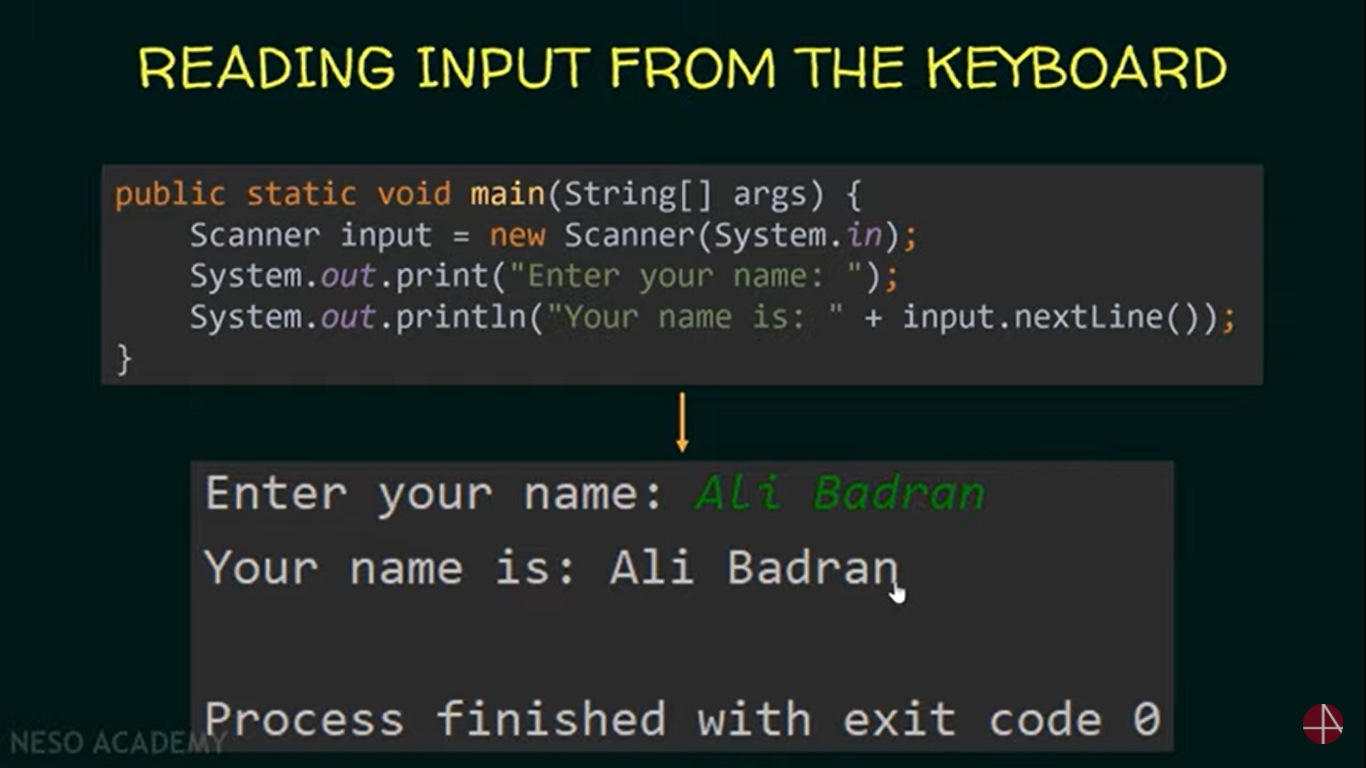 READING INPUT FROM THE KEYBOARD
public static void main(String[] args) {
    Scanner input = new Scanner(System.in);
    System.out.print("Enter your name: ");
    System.out.println("Your name is: " + input.nextLine());
}
Enter your name: Ali Badran
Your name is: Ali Badran
Process finished with exit code 0
NESO ACADEMY